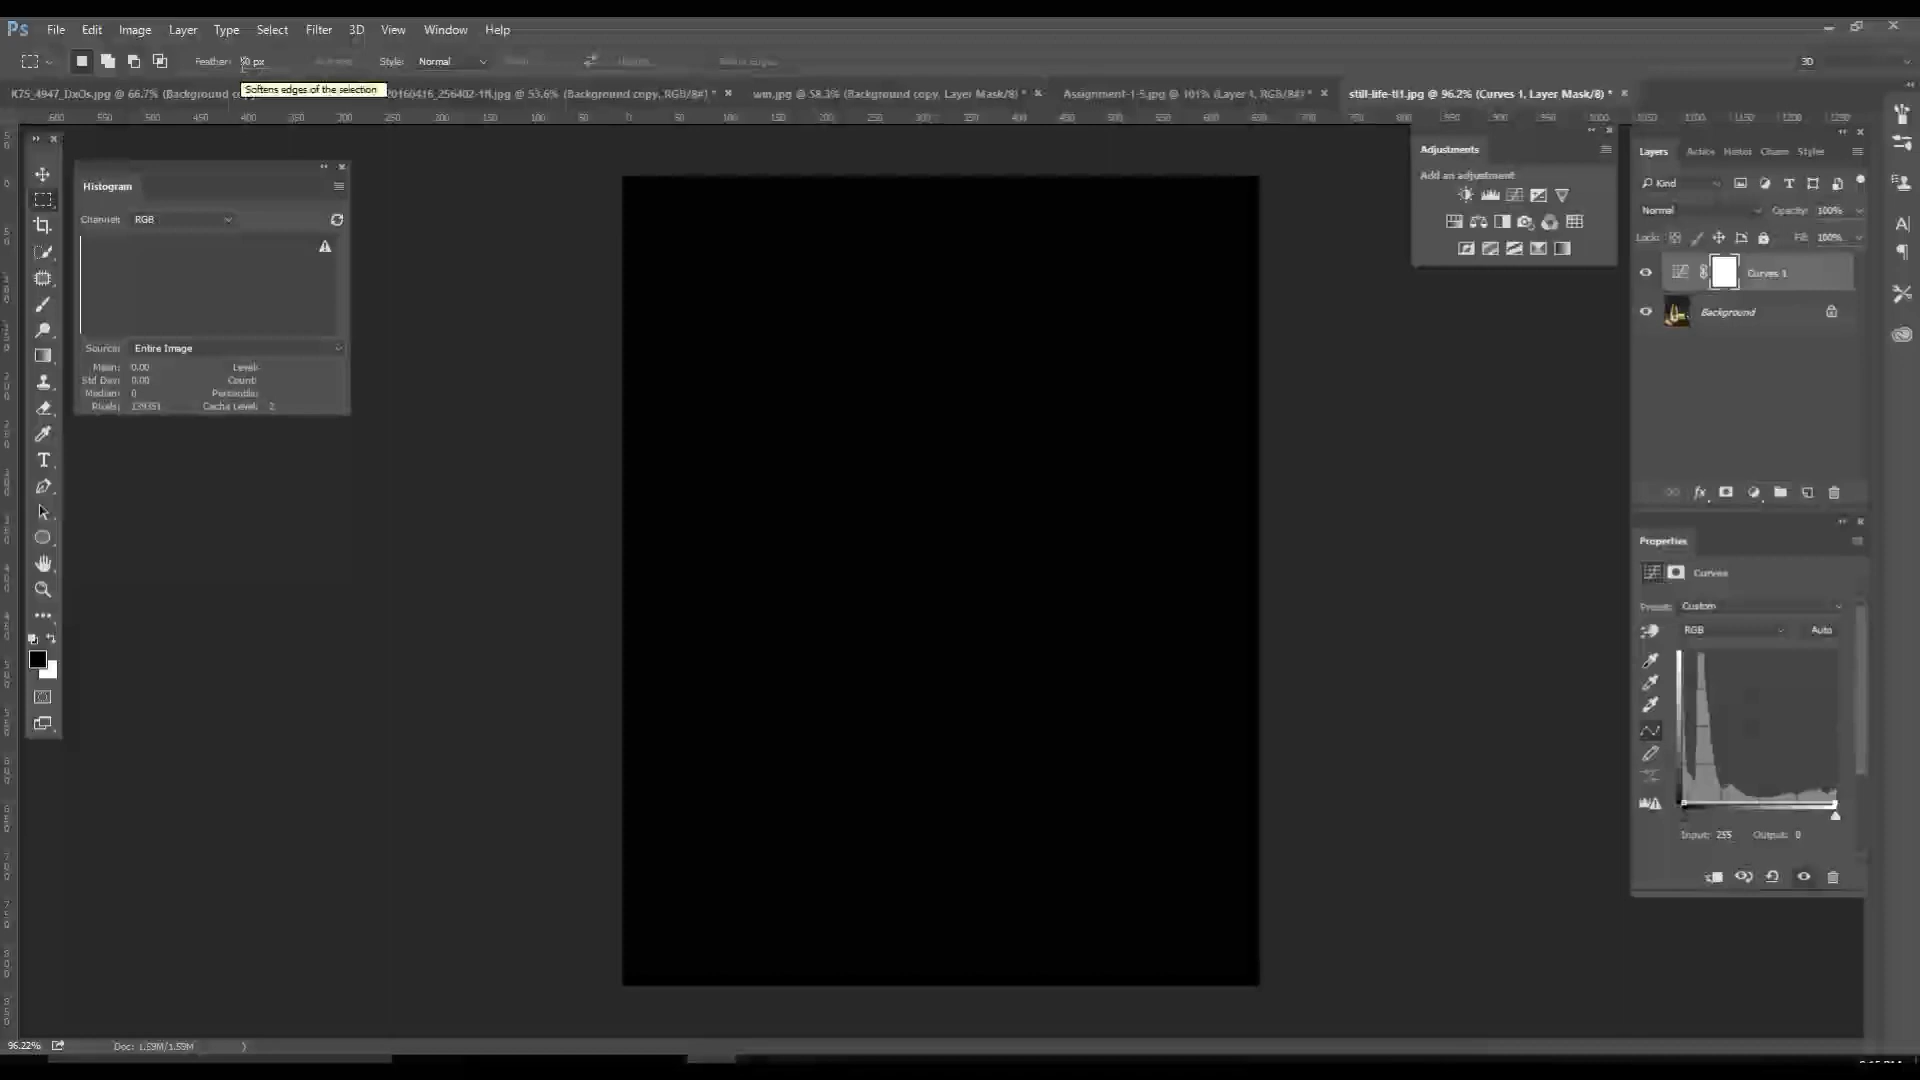 Ps File Edit Image Layer Type Select Filter 3D View Window Help
Feather: 0 px Style: Normal 3D
Softens edges of the selection
K75_4947_DxOs.jpg @ 66.7% (Background 20160416_256402-1fl.jpg @ 53.6% (Background copy, RGB/8#) * win.jpg @ 58.3% (Background copy, Layer Mask/8) * Assignment-1-5.jpg @ 101% (Layer 1, RGB/8#) * still-life-tl1.jpg @ 96.2% (Curves 1, Layer Mask/8) *
Histogram
Channel: RGB
Source: Entire Image
Mean: 0.00 Level:
Std Dev: 0.00 Count:
Median: 0 Percentile:
Pixels: 139351 Cache Level: 2
Adjustments
Add an adjustment
Layers Actions Histor Chann Styles
Kind
Normal Opacity: 100%
Lock: Fill: 100%
Curves 1
Background
Properties
Curves
Preset: Custom
RGB Auto
Input: 255 Output: 0
96.22% Doc: 1.59M/1.59M